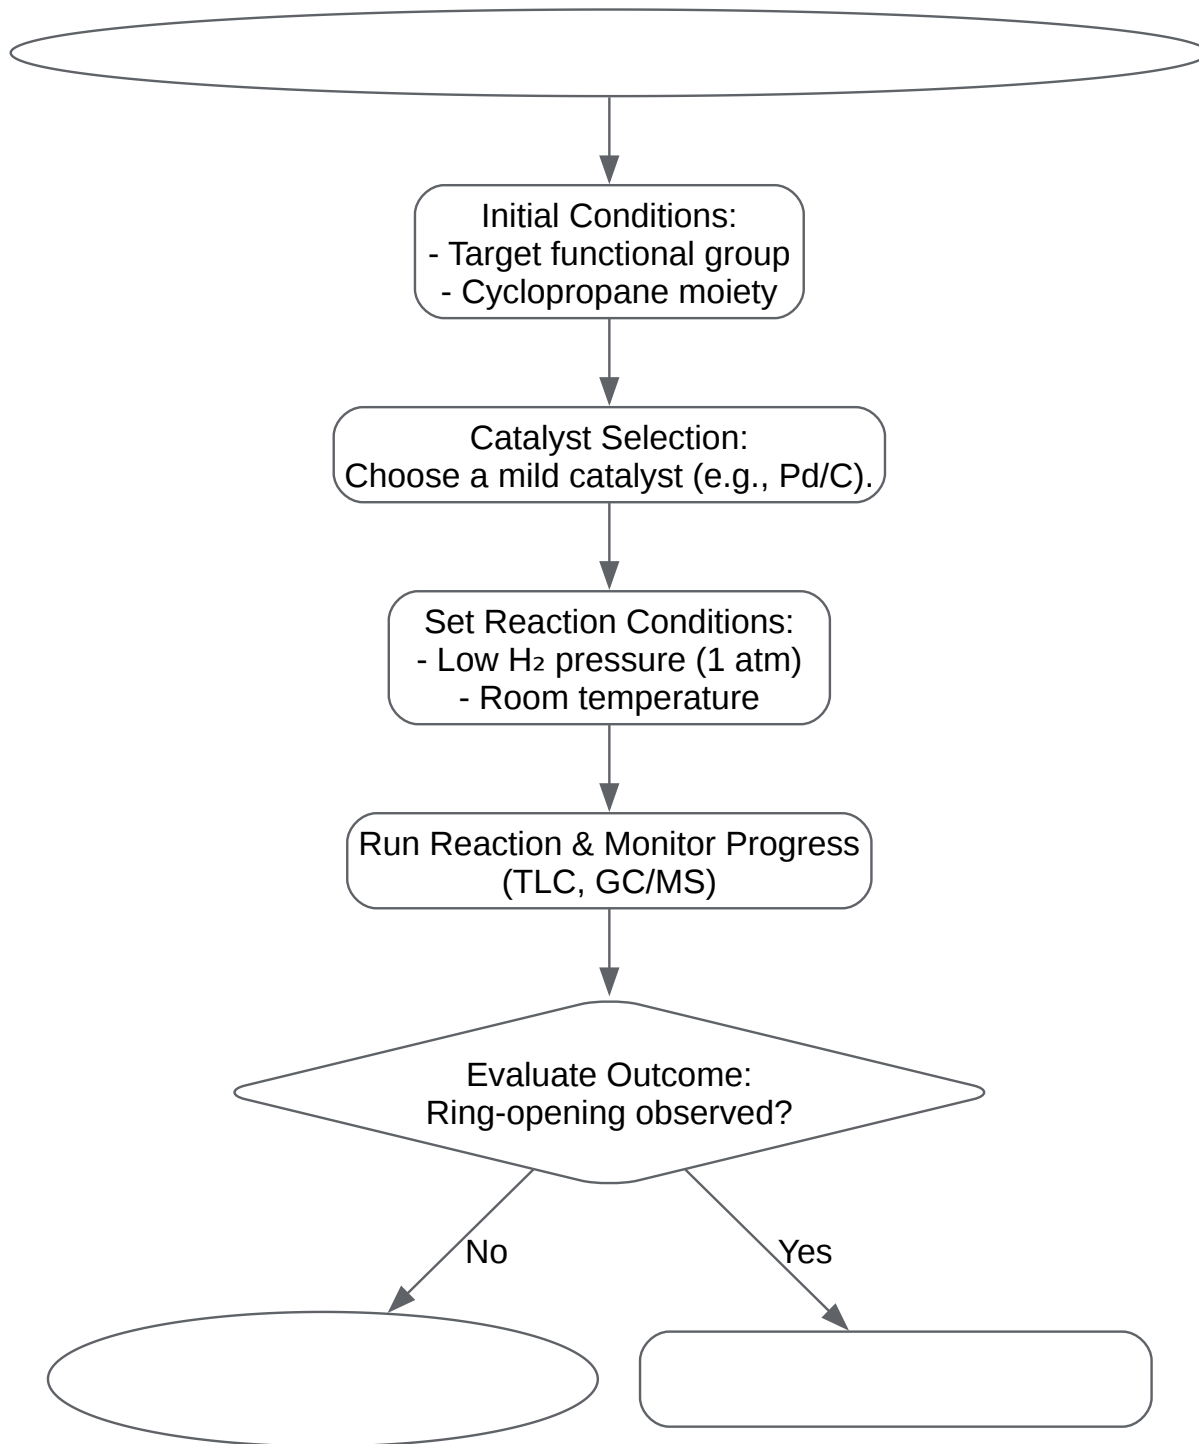 Initial Conditions:
- Target functional group
- Cyclopropane moiety
Catalyst Selection:
Choose a mild catalyst (e.g., Pd/C).
Set Reaction Conditions:
- Low H₂ pressure (1 atm)
- Room temperature
Run Reaction & Monitor Progress
(TLC, GC/MS)
Evaluate Outcome:
Ring-opening observed?
No
Yes